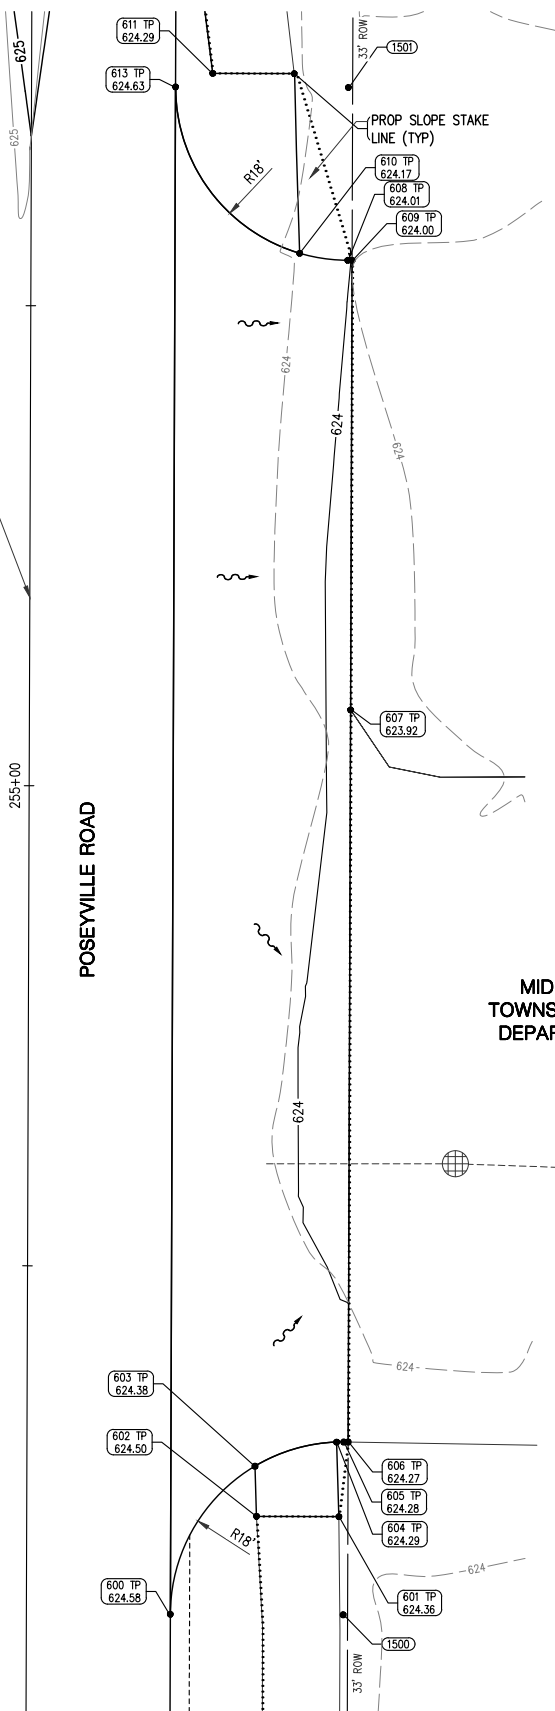 611 TP
624.29
33' ROW
1501
625
613 TP
624.63
PROP SLOPE STAKE
LINE (TYP)
625
610 TP
624.17
R18'
608 TP
624.01
609 TP
624.00
624
624
624
607 TP
623.92
255+00
POSEYVILLE ROAD
MID
TOWNS
DEPAR
624
624
603 TP
624.38
602 TP
624.50
606 TP
624.27
605 TP
624.28
604 TP
624.29
R18'
624
600 TP
624.58
601 TP
624.36
1500
33' ROW